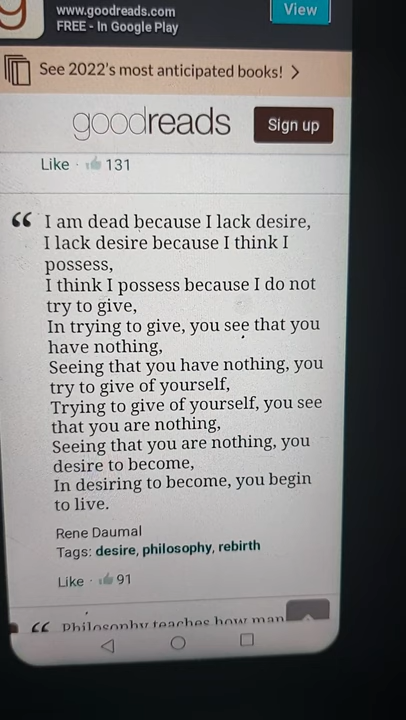 www.goodreads.com
FREE - In Google Play
View
See 2022's most anticipated books! >
goodreads
Sign up
Like · 131
“ I am dead because I lack desire,
I lack desire because I think I
possess,
I think I possess because I do not
try to give,
In trying to give, you see that you
have nothing,
Seeing that you have nothing, you
try to give of yourself,
Trying to give of yourself, you see
that you are nothing,
Seeing that you are nothing, you
desire to become,
In desiring to become, you begin
to live.
Rene Daumal
Tags: desire, philosophy, rebirth
Like · 91
“ Philosophy teaches how man